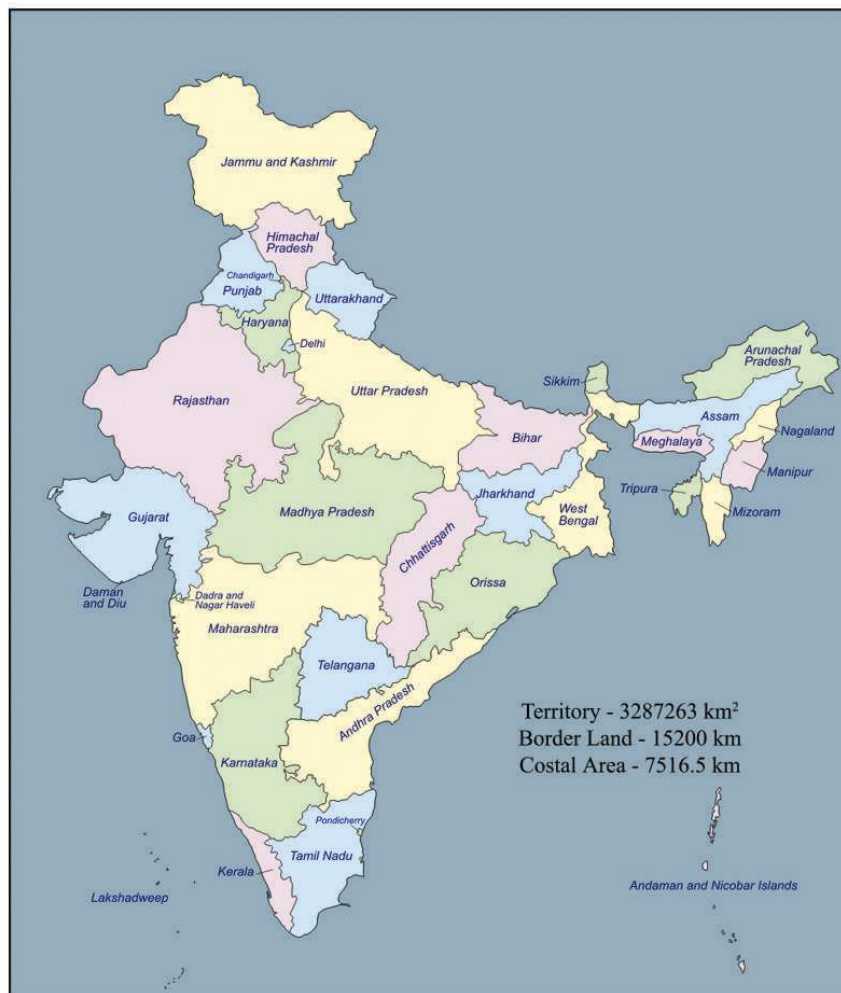 Jammu and Kashmir
Himachal
Pradesh
Chandigarh
Punjab
Uttarakhand
Haryana
Delhi
Arunachal
Pradesh
Sikkim
Uttar Pradesh
Rajasthan
Assam
Nagaland
Bihar
Meghalaya
Manipur
Jharkhand
Tripura
Gujarat
Madhya Pradesh
West
Bengal
Mizoram
Chhattisgarh
Orissa
Daman
and Diu
Dadra and
Nagar Haveli
Maharashtra
Telangana
Andhra Pradesh
Territory - 3287263 km²
Border Land - 15200 km
Costal Area - 7516.5 km
Goa
Karnataka
Pondicherry
Tamil Nadu
Kerala
Lakshadweep
Andaman and Nicobar Islands